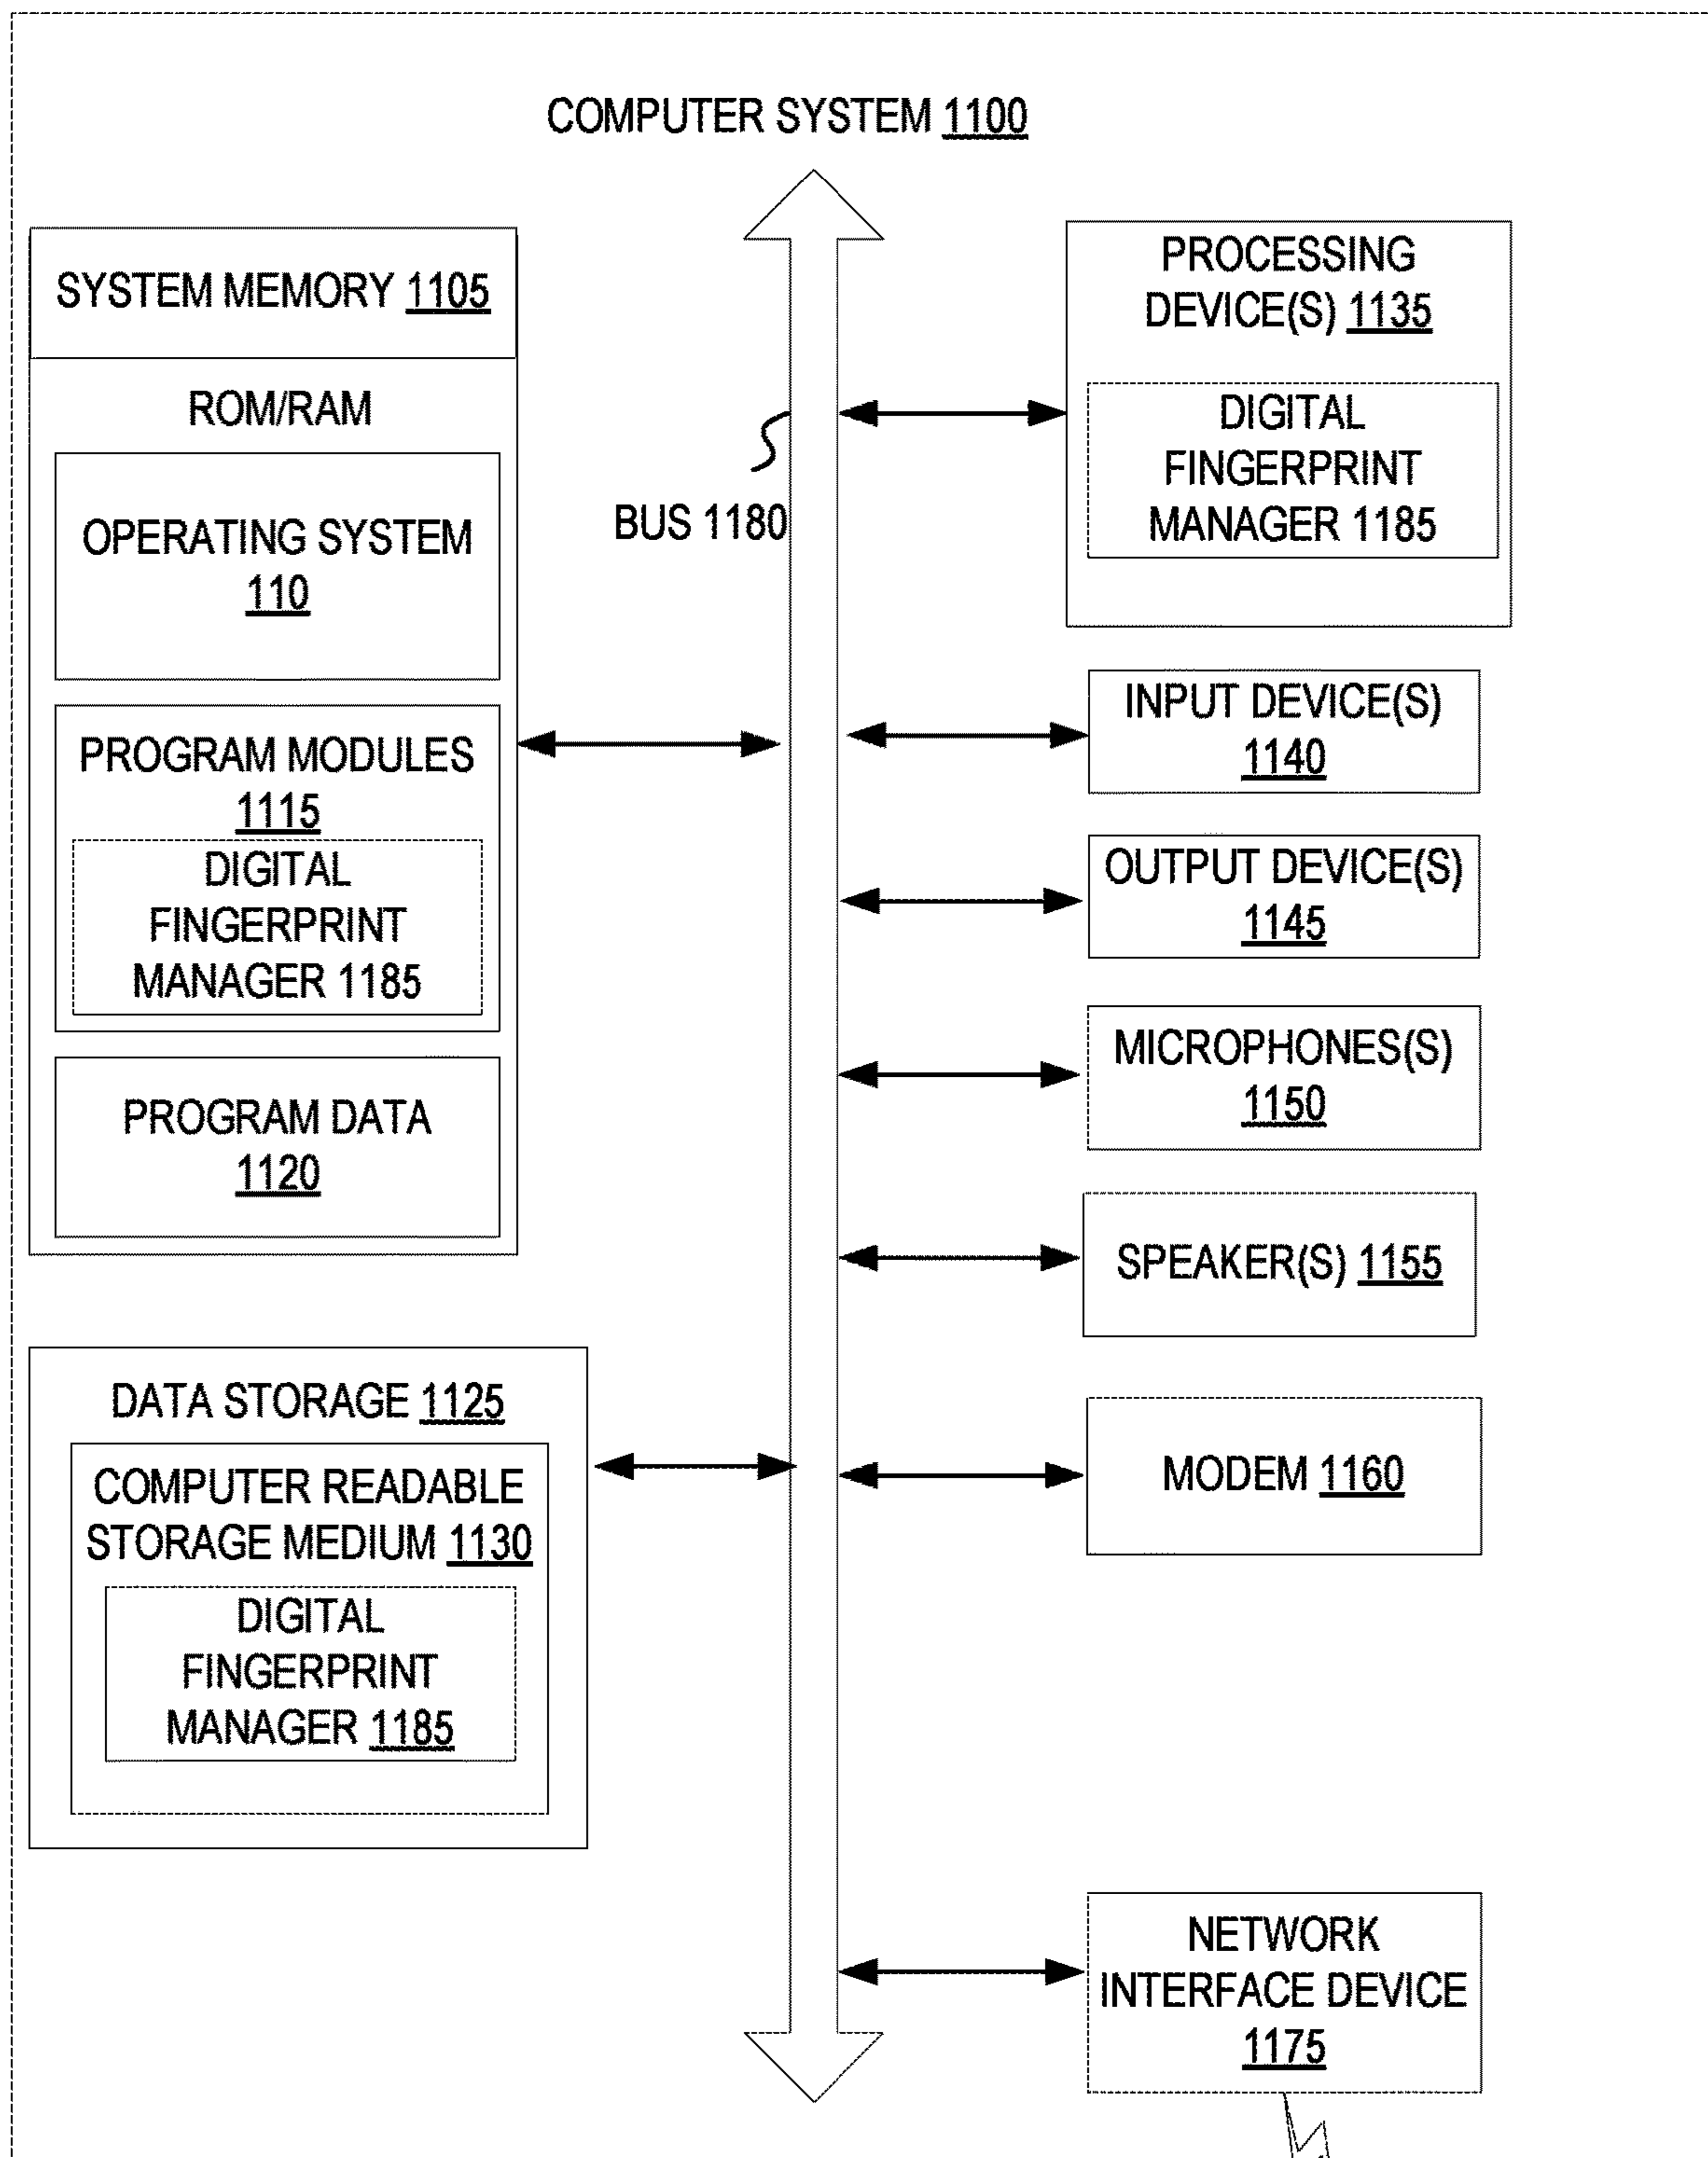 COMPUTER SYSTEM 1100
SYSTEM MEMORY 1105
ROM/RAM
OPERATING SYSTEM
110
PROGRAM MODULES
1115
DIGITAL
FINGERPRINT
MANAGER 1185
PROGRAM DATA
1120
DATA STORAGE 1125
COMPUTER READABLE
STORAGE MEDIUM 1130
DIGITAL
FINGERPRINT
MANAGER 1185
BUS 1180
PROCESSING
DEVICE(S) 1135
DIGITAL
FINGERPRINT
MANAGER 1185
INPUT DEVICE(S)
1140
OUTPUT DEVICE(S)
1145
MICROPHONES(S)
1150
SPEAKER(S) 1155
MODEM 1160
NETWORK
INTERFACE DEVICE
1175